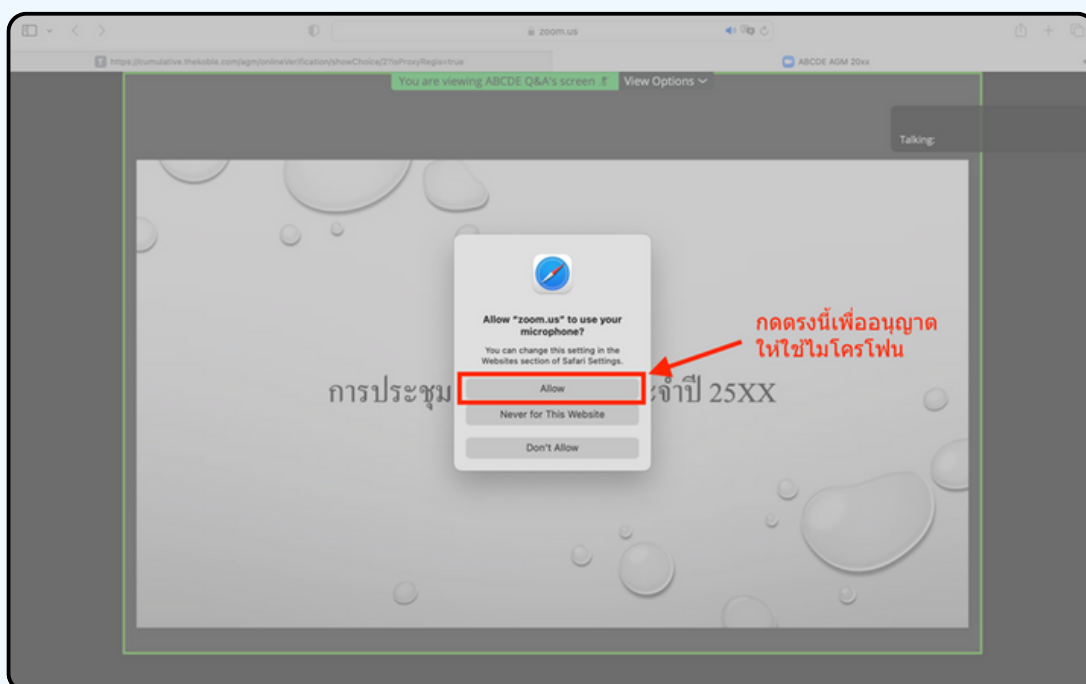 zoom.us
https://cumulative.thekoble.com/agm/onlineVerification/showChoice/2?isProxyRegis=true
ABCDE AGM 20xx
You are viewing ABCDE Q&A's screen
View Options
Talking:
Allow "zoom.us" to use your
microphone?
You can change this setting in the
Websites section of Safari Settings.
กดตรงนี้เพื่ออนุญาต
ให้ใช้ไมโครโฟน
Allow
การประชุม ะจำปี 25XX
Never for This Website
Don't Allow